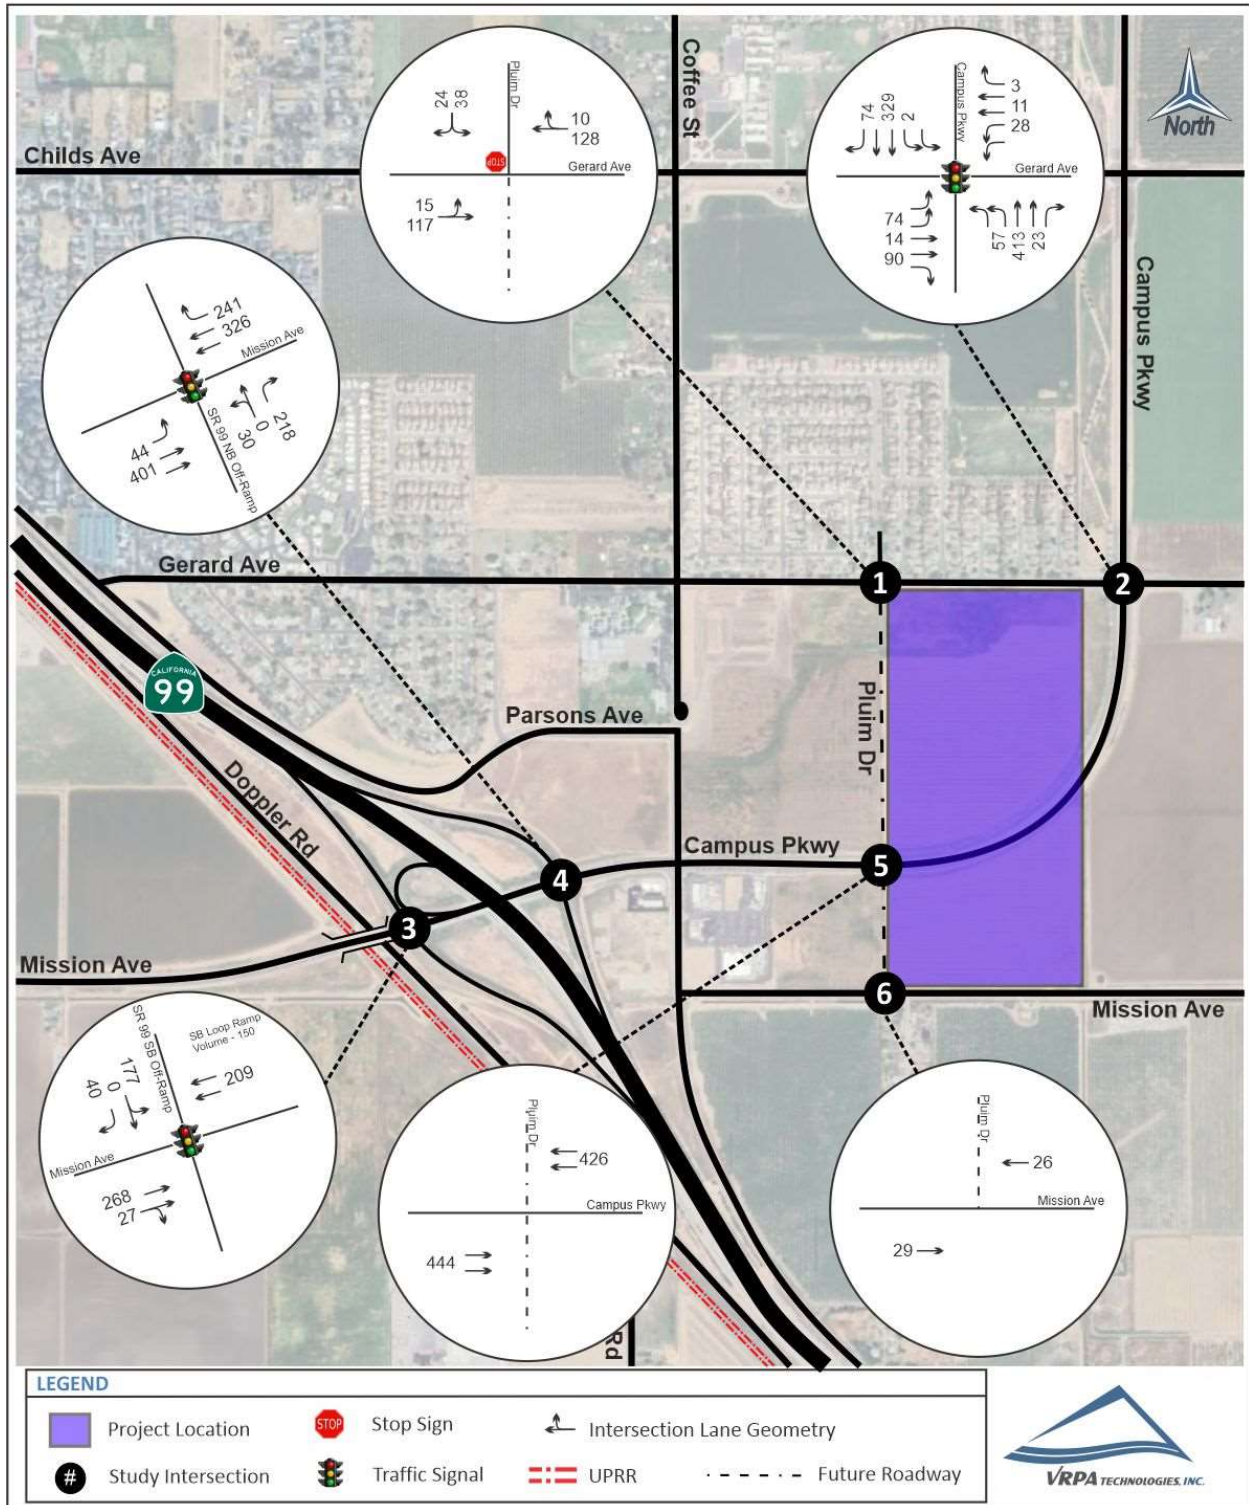 Childs Ave
Coffee St
Campus Pkwy
North
24
38
Pluim Dr
10
128
STOP
Gerard Ave
15
117
74
329
2
Campus Pkwy
3
11
28
Gerard Ave
74
14
90
57
413
23
241
326
Mission Ave
44
401
SR 99 NB Off-Ramp
30
0
218
Gerard Ave
1
2
CALIFORNIA
99
Parsons Ave
Doppler Rd
Pluim Dr
Campus Pkwy
5
4
3
Mission Ave
6
Mission Ave
SR 99 SB Off-Ramp
SB Loop Ramp
Volume - 150
209
40
0
177
Mission Ave
268
27
Pluim Dr
426
Campus Pkwy
444
Pluim Dr
26
Mission Ave
29
Rd
LEGEND
Project Location
STOP
Stop Sign
Intersection Lane Geometry
#
Study Intersection
Traffic Signal
UPRR
Future Roadway
VRPA TECHNOLOGIES, INC.